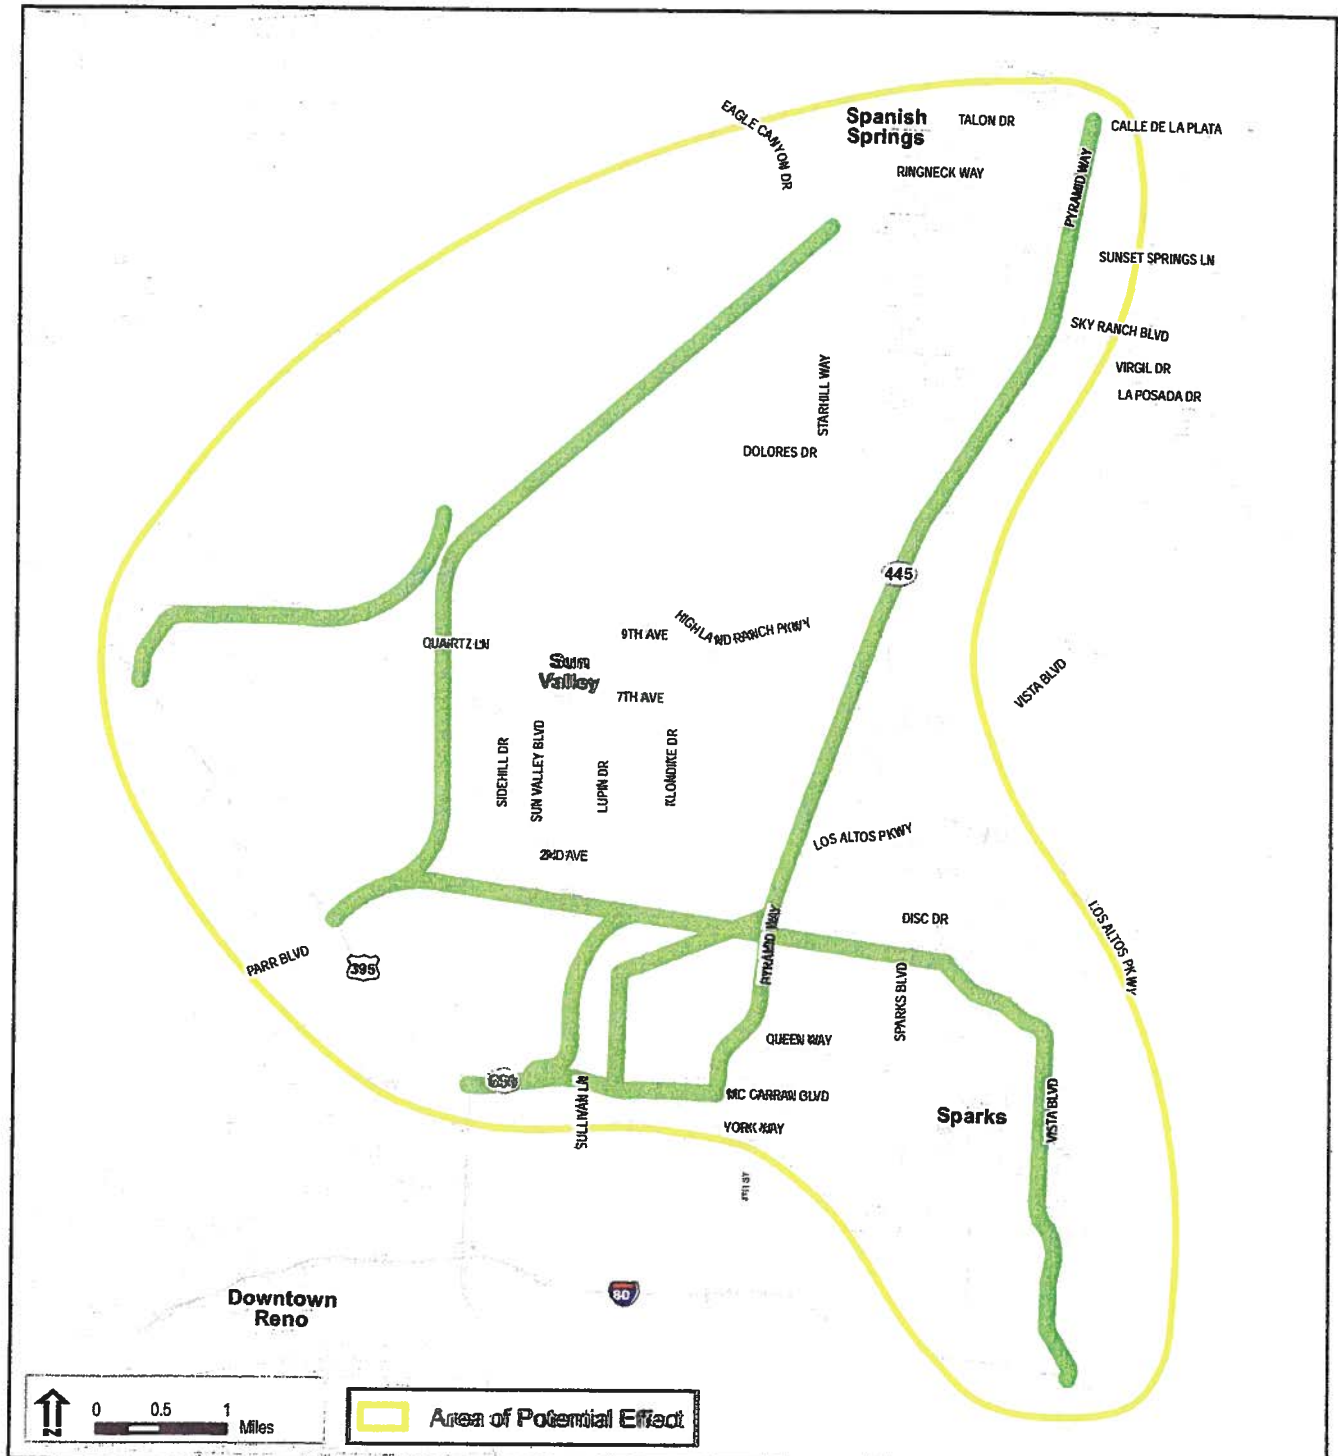 EAGLE CANYON DR
Spanish
Springs
TALON DR
CALLE DE LA PLATA
RINGNECK WAY
PYRAMID WAY
SUNSET SPRINGS LN
SKY RANCH BLVD
VIRGIL DR
LA POSADA DR
STARHILL WAY
DOLORES DR
445
QUARTZ LN
9TH AVE
HIGHLAND RANCH PKWY
Sun
Valley
7TH AVE
VISTA BLVD
SIDEHILL DR
SUN VALLEY BLVD
LUPIN DR
KLONDIKE DR
LOS ALTOS PKWY
2ND AVE
DISC DR
LOS ALTOS PKWY
PYRAMID WAY
PARR BLVD
395
SPARKS BLVD
QUEEN WAY
MC CARRAN BLVD
SULLIVAN LN
YORK WAY
Sparks
VISTA BLVD
80
Downtown
Reno
N
0 0.5 1
Miles
Area of Potential Effect